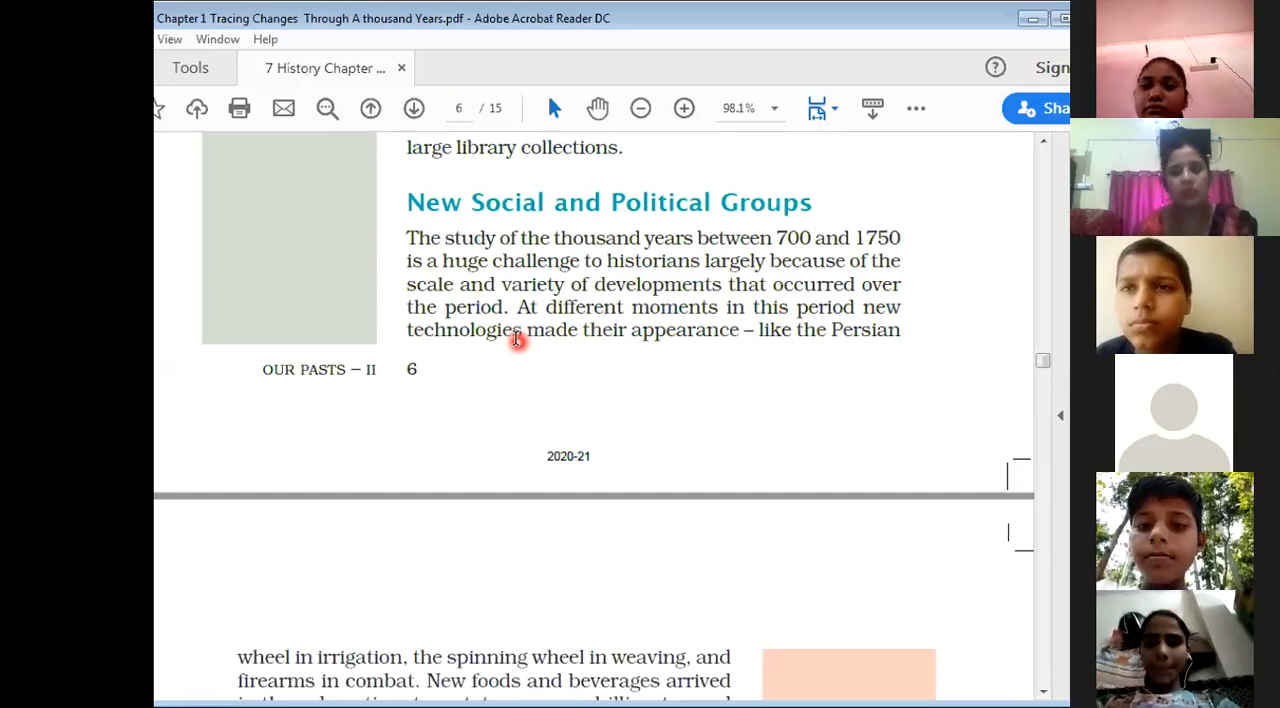 Chapter 1 Tracing Changes Through A thousand Years.pdf - Adobe Acrobat Reader DC
View Window Help
Tools 7 History Chapter ... ×
6 / 15 98.1% ? Sign
Sha
large library collections.
New Social and Political Groups
The study of the thousand years between 700 and 1750
is a huge challenge to historians largely because of the
scale and variety of developments that occurred over
the period. At different moments in this period new
technologies made their appearance – like the Persian
OUR PASTS – II 6
2020-21
wheel in irrigation, the spinning wheel in weaving, and
firearms in combat. New foods and beverages arrived